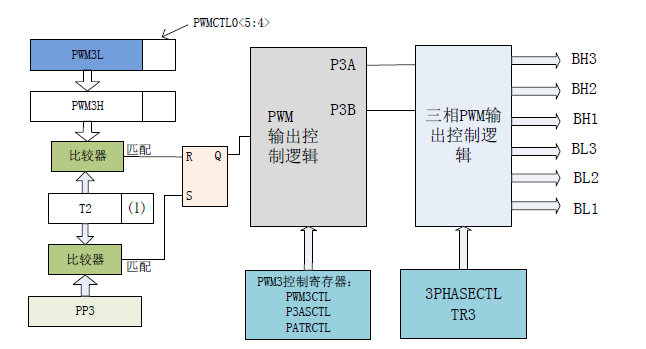 PWMCTL0<5:4>
PWM3L
PWM3H
比较器
匹配
T2
(1)
比较器
匹配
PP3
R
Q
S
PWM
输出控
制逻辑
P3A
P3B
PWM3控制寄存器:
PWM3CTL
P3ASCTL
PATRCTL
三相PWM输
出控制逻
辑
3PHASECTL
TR3
BH3
BH2
BH1
BL3
BL2
BL1